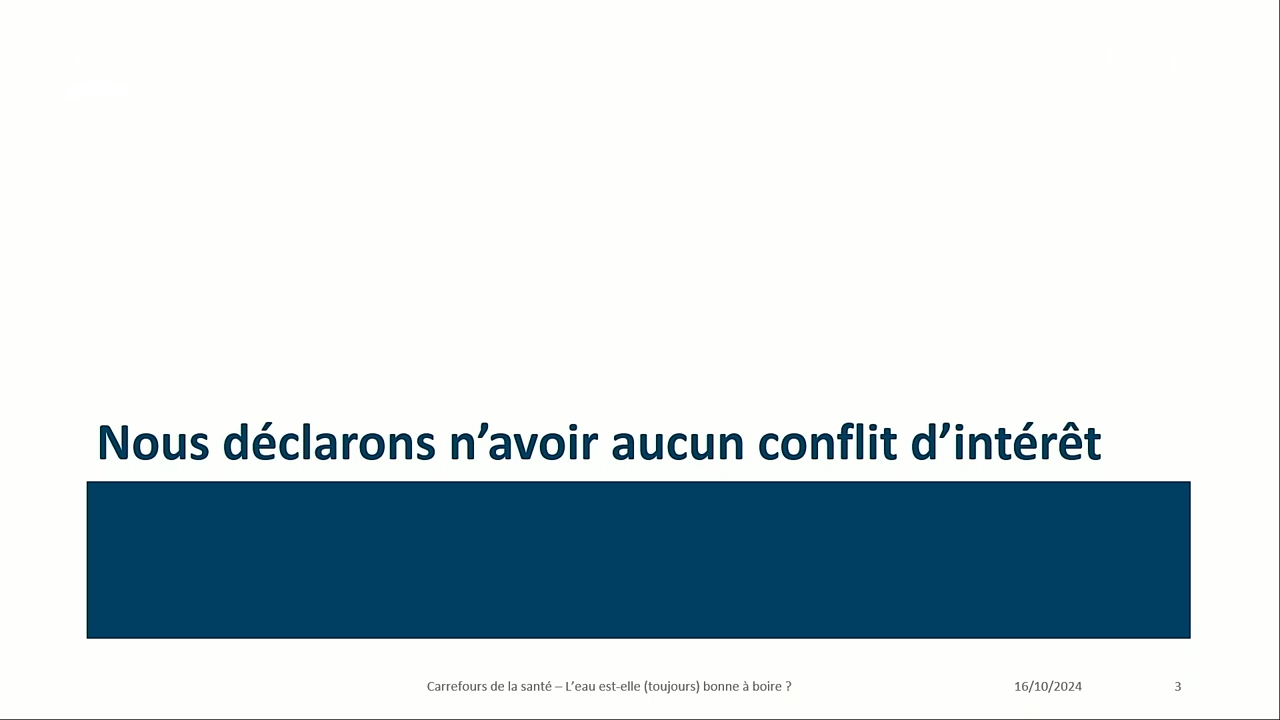 Nous déclarons n’avoir aucun conflit d’intérêt
Carrefours de la santé – L’eau est-elle (toujours) bonne à boire ?
16/10/2024
3